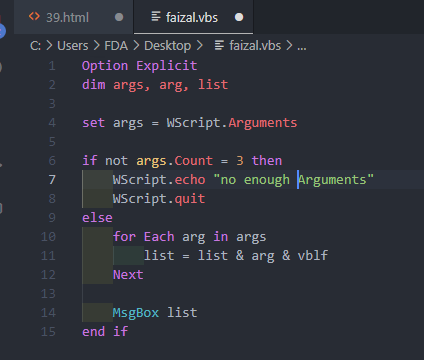 39.html
faizal.vbs
C: > Users > FDA > Desktop > faizal.vbs > ...
1 Option Explicit
2 dim args, arg, list
3
4 set args = WScript.Arguments
5
6 if not args.Count = 3 then
7 WScript.echo "no enough Arguments"
8 WScript.quit
9 else
10 for Each arg in args
11 list = list & arg & vblf
12 Next
13
14 MsgBox list
15 end if